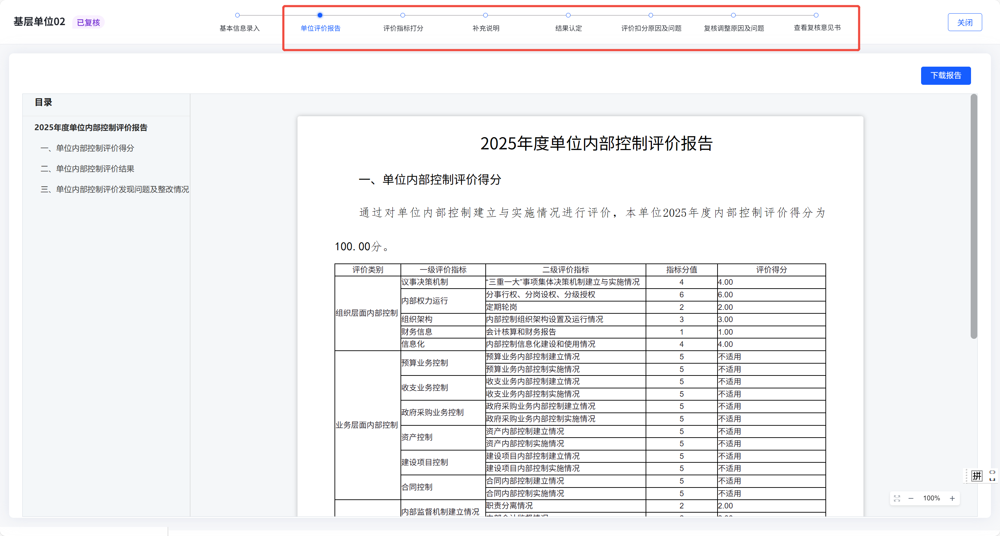 基层单位02 已复核
基本信息录入 单位评价报告 评价指标打分 补充说明 结果认定 评价扣分原因及问题 复核调整原因及问题 查看复核意见书
关闭
下载报告
目录
2025年度单位内部控制评价报告
一、单位内部控制评价得分
二、单位内部控制评价结果
三、单位内部控制评价发现问题及整改情况
2025年度单位内部控制评价报告
一、单位内部控制评价得分
通过对单位内部控制建立与实施情况进行评价，本单位2025年度内部控制评价得分为
100.00分。
评价类别 一级评价指标 二级评价指标 指标分值 评价得分
组织层面内部控制
议事决策机制 “三重一大”事项集体决策机制建立与实施情况 4 4.00
内部权力运行 分事行权、分岗设权、分级授权 6 6.00
定期轮岗 2 2.00
组织架构 内部控制组织架构设置及运行情况 3 3.00
财务信息 会计核算和财务报告 1 1.00
信息化 内部控制信息化建设和使用情况 4 4.00
业务层面内部控制
预算业务控制 预算业务内部控制建立情况 5 不适用
预算业务内部控制实施情况 5 不适用
收支业务控制 收支业务内部控制建立情况 5 不适用
收支业务内部控制实施情况 5 不适用
政府采购业务控制 政府采购业务内部控制建立情况 5 不适用
政府采购业务内部控制实施情况 5 不适用
资产控制 资产内部控制建立情况 5 不适用
资产内部控制实施情况 5 不适用
建设项目控制 建设项目内部控制建立情况 5 不适用
建设项目内部控制实施情况 5 不适用
合同控制 合同内部控制建立情况 5 不适用
合同内部控制实施情况 5 不适用
内部监督机制建立情况 职责分离情况 2 2.00
拼
100%